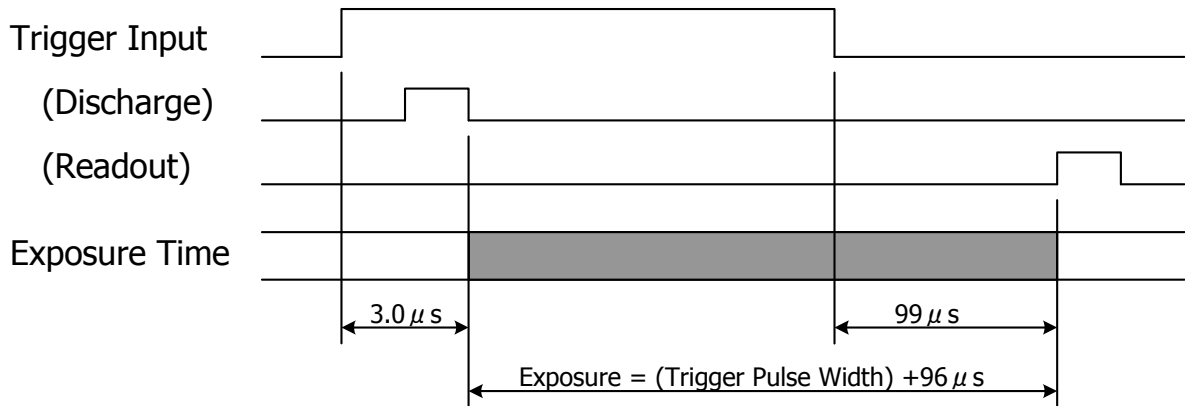 Trigger Input
(Discharge)
(Readout)
Exposure Time
3.0 μ s
99 μ s
Exposure = (Trigger Pulse Width) +96 μ s